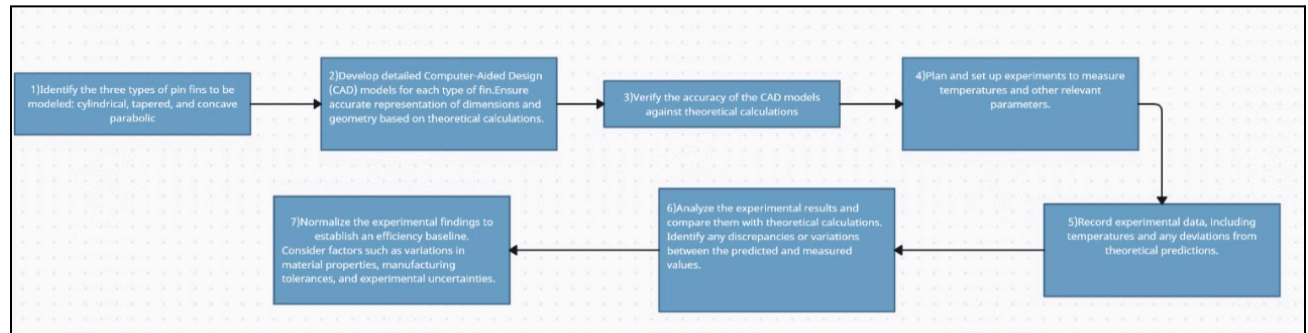 1)Identify the three types of pin fins to be
modeled: cylindrical, tapered, and concave
parabolic
2)Develop detailed Computer-Aided Design
(CAD) models for each type of fin.Ensure
accurate representation of dimensions and
geometry based on theoretical calculations.
3)Verify the accuracy of the CAD models
against theoretical calculations
4)Plan and set up experiments to measure
temperatures and other relevant
parameters.
5)Record experimental data, including
temperatures and any deviations from
theoretical predictions.
6)Analyze the experimental results and
compare them with theoretical calculations.
Identify any discrepancies or variations
between the predicted and measured
values.
7)Normalize the experimental findings to
establish an efficiency baseline.
Consider factors such as variations in
material properties, manufacturing
tolerances, and experimental uncertainties.